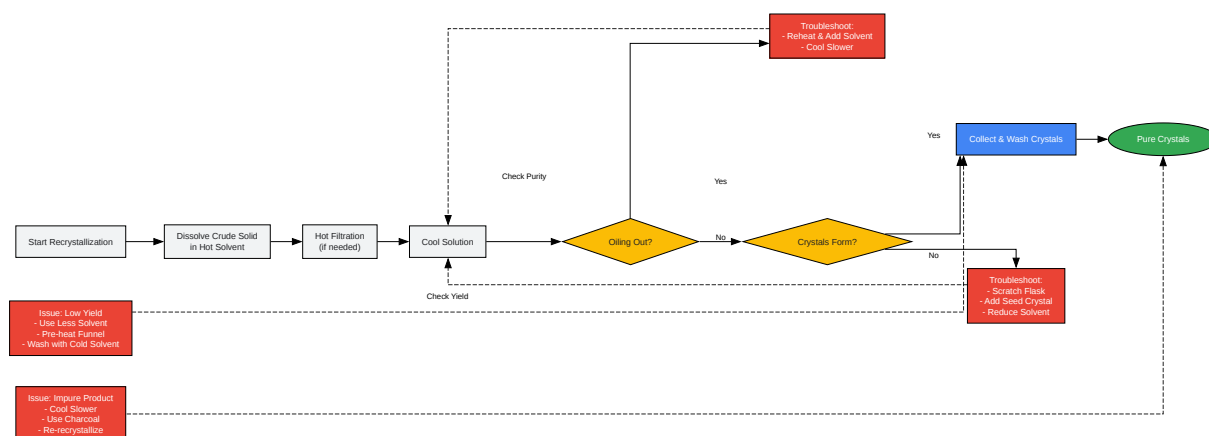 Troubleshoot:
- Reheat & Add Solvent
- Cool Slower
Yes
Collect & Wash Crystals
Pure Crystals
Check Purity
Yes
Start Recrystallization
Dissolve Crude Solid
in Hot Solvent
Hot Filtration
(if needed)
Cool Solution
Oiling Out?
No
Crystals Form?
No
Troubleshoot:
- Scratch Flask
- Add Seed Crystal
- Reduce Solvent
Check Yield
Issue: Low Yield
- Use Less Solvent
- Pre-heat Funnel
- Wash with Cold Solvent
Issue: Impure Product
- Cool Slower
- Use Charcoal
- Re-recrystallize